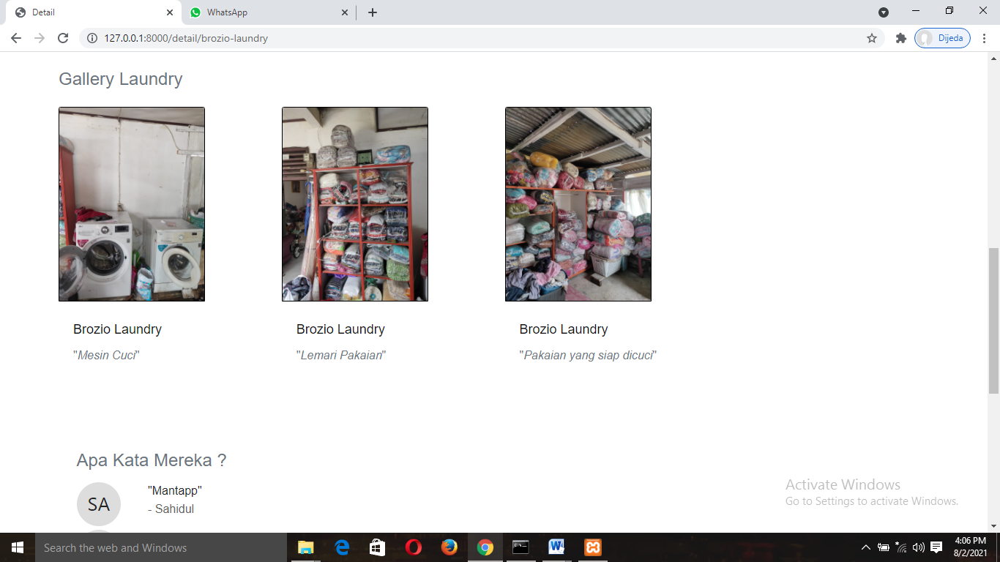 Detail
WhatsApp
127.0.0.1:8000/detail/brozio-laundry
Dijeda
Gallery Laundry
Brozio Laundry
"Mesin Cuci"
Brozio Laundry
"Lemari Pakaian"
Brozio Laundry
"Pakaian yang siap dicuci"
Apa Kata Mereka ?
SA
"Mantapp"
- Sahidul
Activate Windows
Go to Settings to activate Windows.
Search the web and Windows
4:06 PM
8/2/2021